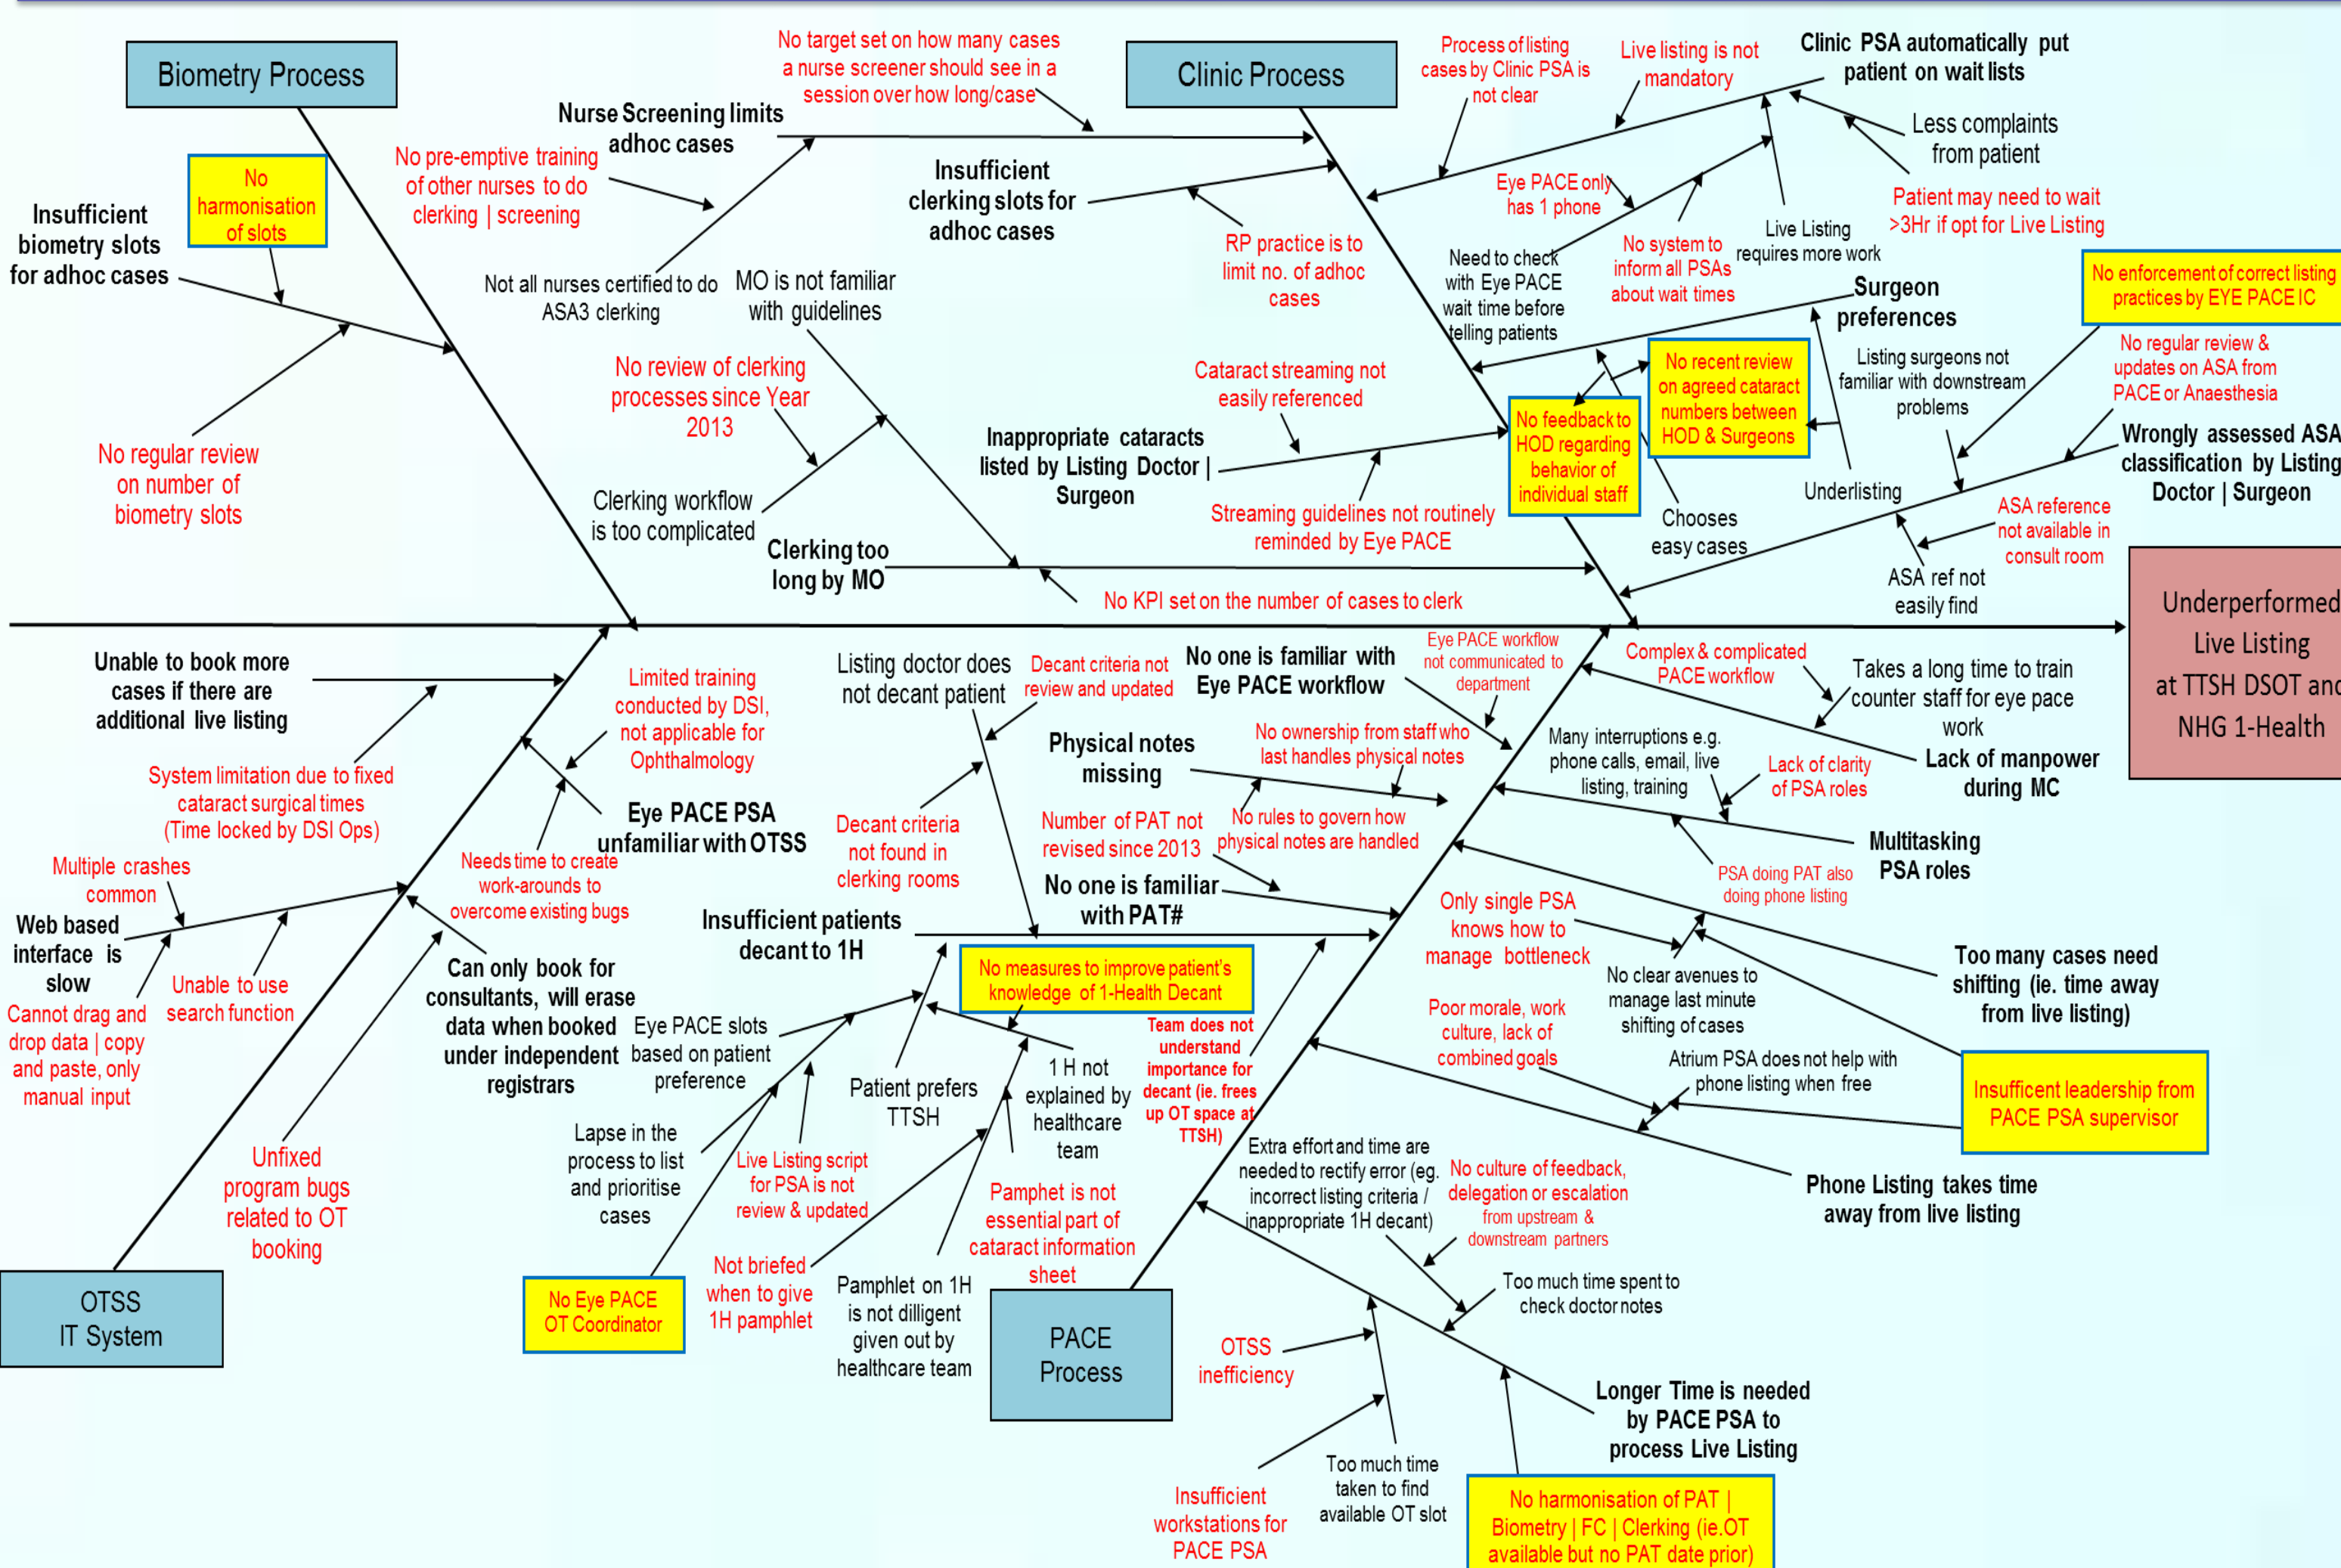 Biometry Process
No
harmonisation
of slots
Insufficient
biometry slots
for adhoc cases
No regular review
on number of
biometry slots
No target set on how many cases
a nurse screener should see in a
session over how long/case
Nurse Screening limits
adhoc cases
No pre-emptive training
of other nurses to do
clerking | screening
Not all nurses certified to do
ASA3 clerking
MO is not familiar
with guidelines
No review of clerking
processes since Year
2013
Clerking workflow
is too complicated
Clerking too
long by MO
No KPI set on the number of cases to clerk
Clinic Process
Insufficient
clerking slots for
adhoc cases
RP practice is to
limit no. of adhoc
cases
Cataract streaming not
easily referenced
Inappropriate cataracts
listed by Listing Doctor |
Surgeon
Streaming guidelines not routinely
reminded by Eye PACE
Process of listing
cases by Clinic PSA is
not clear
Live listing is not
mandatory
Clinic PSA automatically put
patient on wait lists
Less complaints
from patient
Patient may need to wait
>3Hr if opt for Live Listing
Eye PACE only
has 1 phone
Live Listing
requires more work
No system to
inform all PSAs
about wait times
Need to check
with Eye PACE
wait time before
telling patients
Surgeon
preferences
No enforcement of correct listing
practices by EYE PACE IC
No recent review
on agreed cataract
numbers between
HOD & Surgeons
No feedback to
HOD regarding
behavior of
individual staff
Chooses
easy cases
Underlisting
Listing surgeons not
familiar with downstream
problems
No regular review &
updates on ASA from
PACE or Anaesthesia
Wrongly assessed ASA
classification by Listing
Doctor | Surgeon
ASA reference
not available in
consult room
ASA ref not
easily find
Underperformed
Live Listing
at TTSH DSOT and
NHG 1-Health
Unable to book more
cases if there are
additional live listing
System limitation due to fixed
cataract surgical times
(Time locked by DSI Ops)
Limited training
conducted by DSI,
not applicable for
Ophthalmology
Eye PACE PSA
unfamiliar with OTSS
Needs time to create
work-arounds to
overcome existing bugs
Multiple crashes
common
Web based
interface is
slow
Cannot drag and
drop data | copy
and paste, only
manual input
Unable to use
search function
Can only book for
consultants, will erase
data when booked
under independent
registrars
Unfixed
program bugs
related to OT
booking
OTSS
IT System
Listing doctor does
not decant patient
Decant criteria not
review and updated
Decant criteria
not found in
clerking rooms
Insufficient patients
decant to 1H
No measures to improve patient's
knowledge of 1-Health Decant
Eye PACE slots
based on patient
preference
Lapse in the
process to list
and prioritise
cases
Live Listing script
for PSA is not
review & updated
No Eye PACE
OT Coordinator
Patient prefers
TTSH
1 H not
explained by
healthcare
team
Not briefed
when to give
1H pamphlet
Pamphlet on 1H
is not dilligent
given out by
healthcare team
Pamphet is not
essential part of
cataract information
sheet
Team does not
understand
importance for
decant (ie. frees
up OT space at
TTSH)
No one is familiar with
Eye PACE workflow
Eye PACE workflow
not communicated to
department
Physical notes
missing
No ownership from staff who
last handles physical notes
No rules to govern how
physical notes are handled
Number of PAT not
revised since 2013
No one is familiar
with PAT#
PACE
Process
Complex & complicated
PACE workflow
Takes a long time to train
counter staff for eye pace
work
Lack of manpower
during MC
Many interruptions e.g.
phone calls, email, live
listing, training
Lack of clarity
of PSA roles
Multitasking
PSA roles
PSA doing PAT also
doing phone listing
Only single PSA
knows how to
manage bottleneck
No clear avenues to
manage last minute
shifting of cases
Too many cases need
shifting (ie. time away
from live listing)
Poor morale, work
culture, lack of
combined goals
Atrium PSA does not help with
phone listing when free
Insufficent leadership from
PACE PSA supervisor
Phone Listing takes time
away from live listing
Extra effort and time are
needed to rectify error (eg.
incorrect listing criteria /
inappropriate 1H decant)
No culture of feedback,
delegation or escalation
from upstream &
downstream partners
Too much time spent to
check doctor notes
OTSS
inefficiency
Insufficient
workstations for
PACE PSA
Too much time
taken to find
available OT slot
Longer Time is needed
by PACE PSA to
process Live Listing
No harmonisation of PAT |
Biometry | FC | Clerking (ie.OT
available but no PAT date prior)